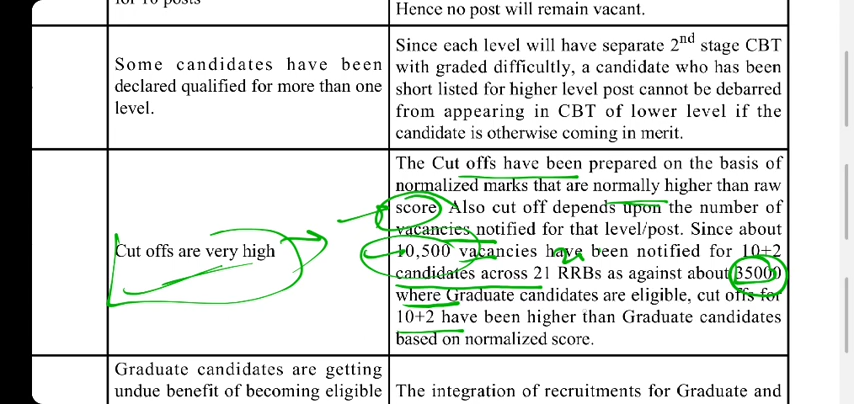 for 10 posts
Hence no post will remain vacant.
Some candidates have been
declared qualified for more than one
level.
Since each level will have separate 2nd stage CBT
with graded difficultly, a candidate who has been
short listed for higher level post cannot be debarred
from appearing in CBT of lower level if the
candidate is otherwise coming in merit.
Cut offs are very high
The Cut offs have been prepared on the basis of
normalized marks that are normally higher than raw
score. Also cut off depends upon the number of
vacancies notified for that level/post. Since about
10,500 vacancies have been notified for 10+2
candidates across 21 RRBs as against about 35000
where Graduate candidates are eligible, cut offs for
10+2 have been higher than Graduate candidates
based on normalized score.
Graduate candidates are getting
undue benefit of becoming eligible
The integration of recruitments for Graduate and